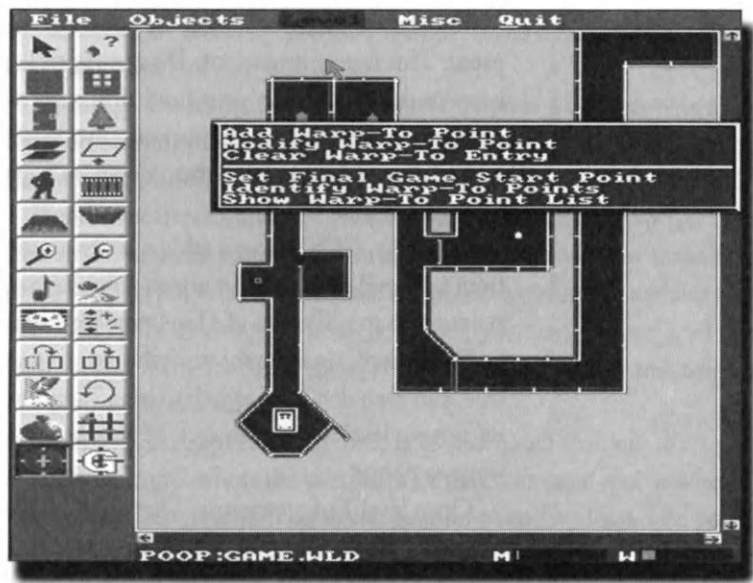 File Objects Level Misc Quit
Add Warp-To Point
Modify Warp-To Point
Clear Warp-To Entry
Set Final Game Start Point
Identify Warp-To Points
Show Warp-To Point List
POOP:GAME.WLD M W